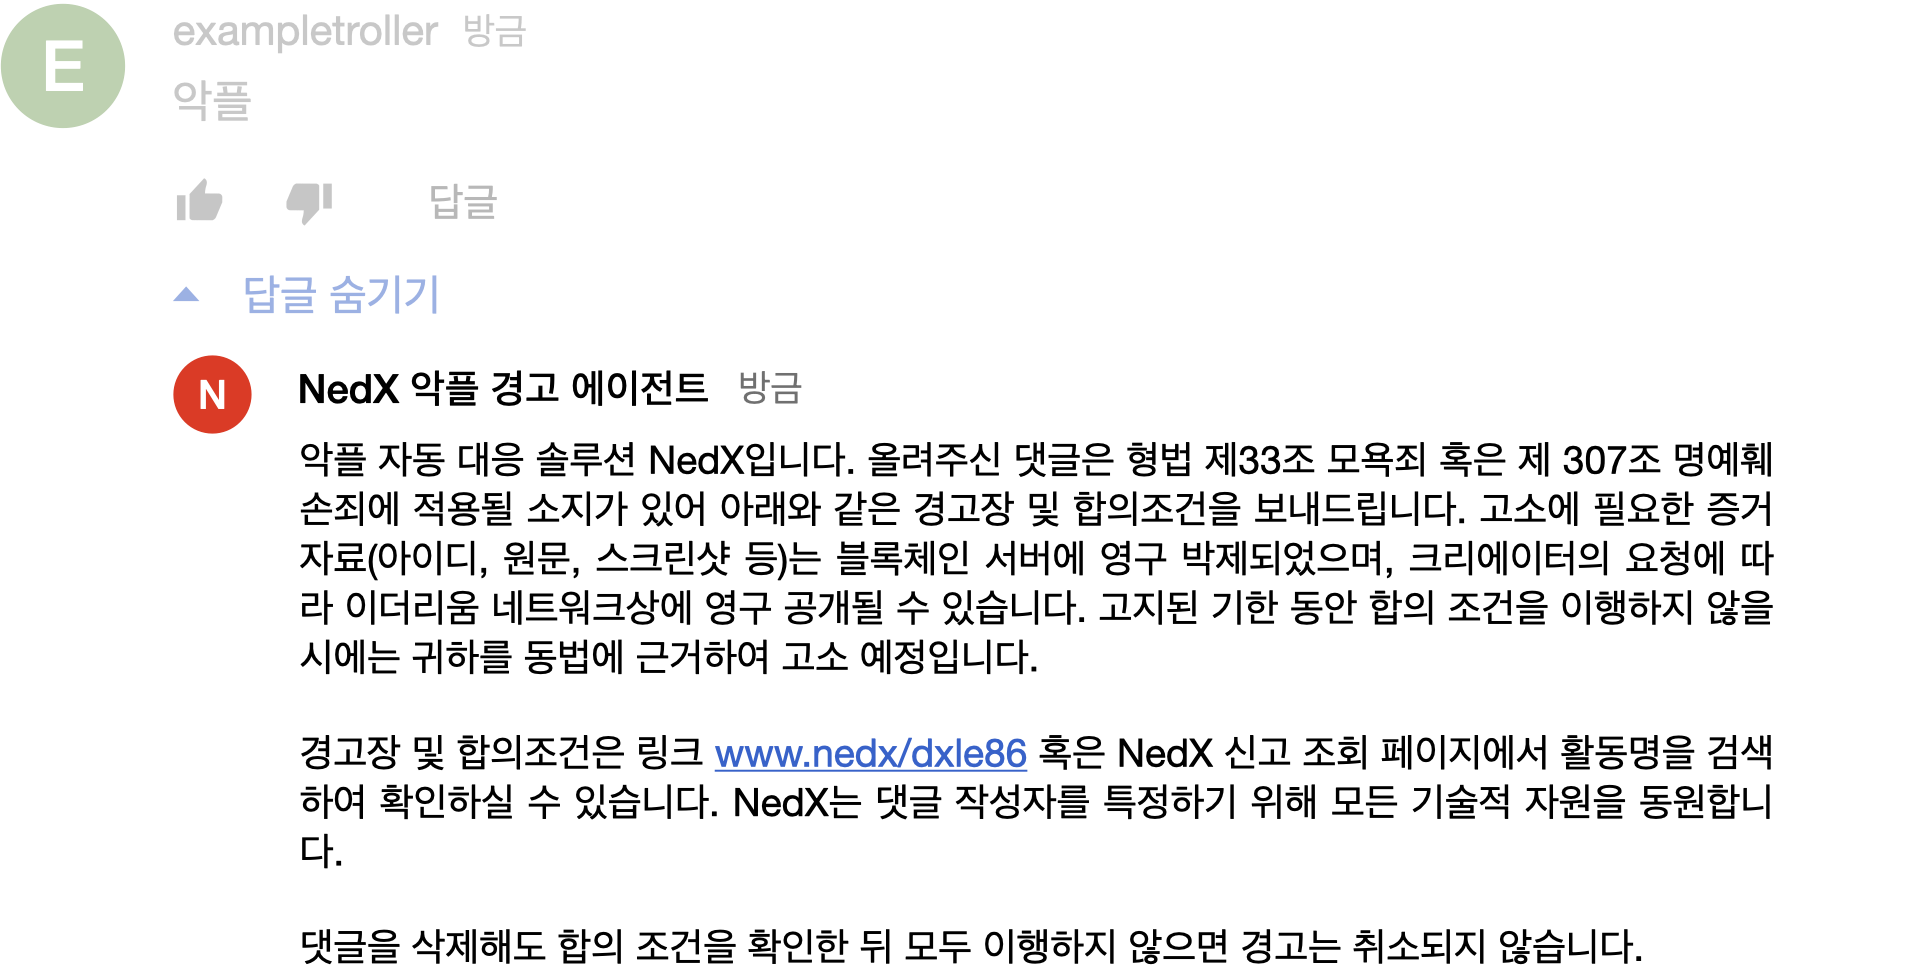 E
exampletroller 방금
악플
답글
답글 숨기기
N
NedX 악플 경고 에이전트 방금
악플 자동 대응 솔루션 NedX입니다. 올려주신 댓글은 형법 제33조 모욕죄 혹은 제 307조 명예훼
손죄에 적용될 소지가 있어 아래와 같은 경고장 및 합의조건을 보내드립니다. 고소에 필요한 증거
자료(아이디, 원문, 스크린샷 등)는 블록체인 서버에 영구 박제되었으며, 크리에이터의 요청에 따
라 이더리움 네트워크상에 영구 공개될 수 있습니다. 고지된 기한 동안 합의 조건을 이행하지 않을
시에는 귀하를 동법에 근거하여 고소 예정입니다.
경고장 및 합의조건은 링크 www.nedx/dxle86 혹은 NedX 신고 조회 페이지에서 활동명을 검색
하여 확인하실 수 있습니다. NedX는 댓글 작성자를 특정하기 위해 모든 기술적 자원을 동원합니
다.
댓글을 삭제해도 합의 조건을 확인한 뒤 모두 이행하지 않으면 경고는 취소되지 않습니다.